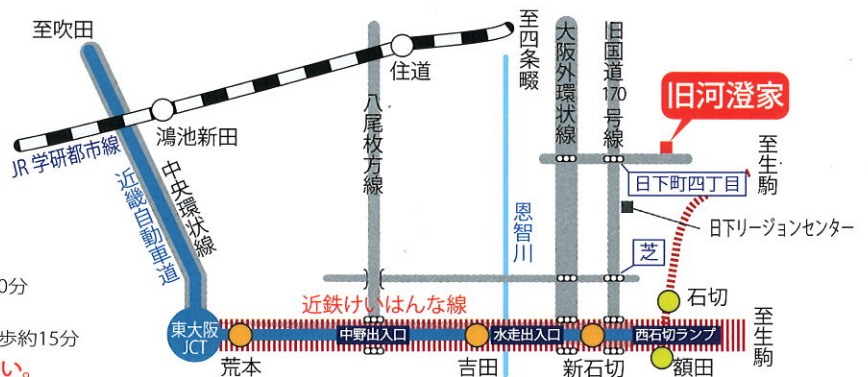 至吹田
至四条畷
大阪外環状線
旧国道170号線
住道
旧河澄家
八尾枚方線
鴻池新田
JR学研都市線
近畿自動車道
中央環状線
至生駒
日下町四丁目
日下リージョンセンター
恩智川
芝
0分
近鉄けいはんな線
石切
歩約15分
東大阪
JCT
中野出入口
水走出入口
西石切ランプ
至生駒
荒本
吉田
新石切
額田
い。